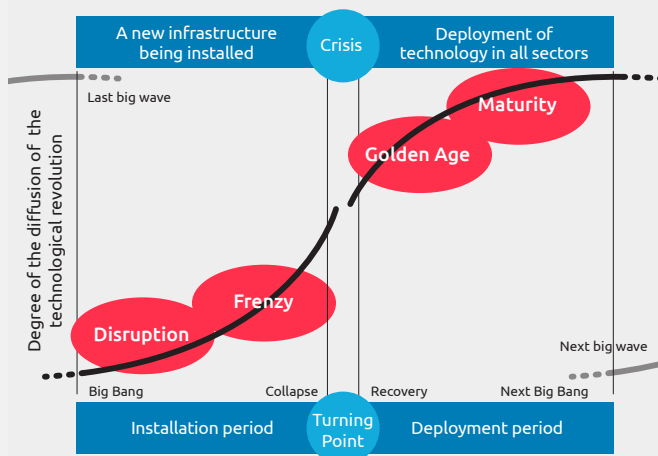 A new infrastructure
being installed
Crisis
Deployment of
technology in all sectors
Last big wave
Maturity
Golden Age
Degree of the diffusion of the
technological revolution
Frenzy
Disruption
Next big wave
Big Bang
Collapse
Recovery
Next Big Bang
Installation period
Turning
Point
Deployment period